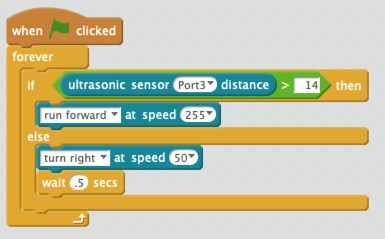 when clicked
forever
if ultrasonic sensor Port3 distance > 14 then
run forward at speed 255
else
turn right at speed 50
wait .5 secs